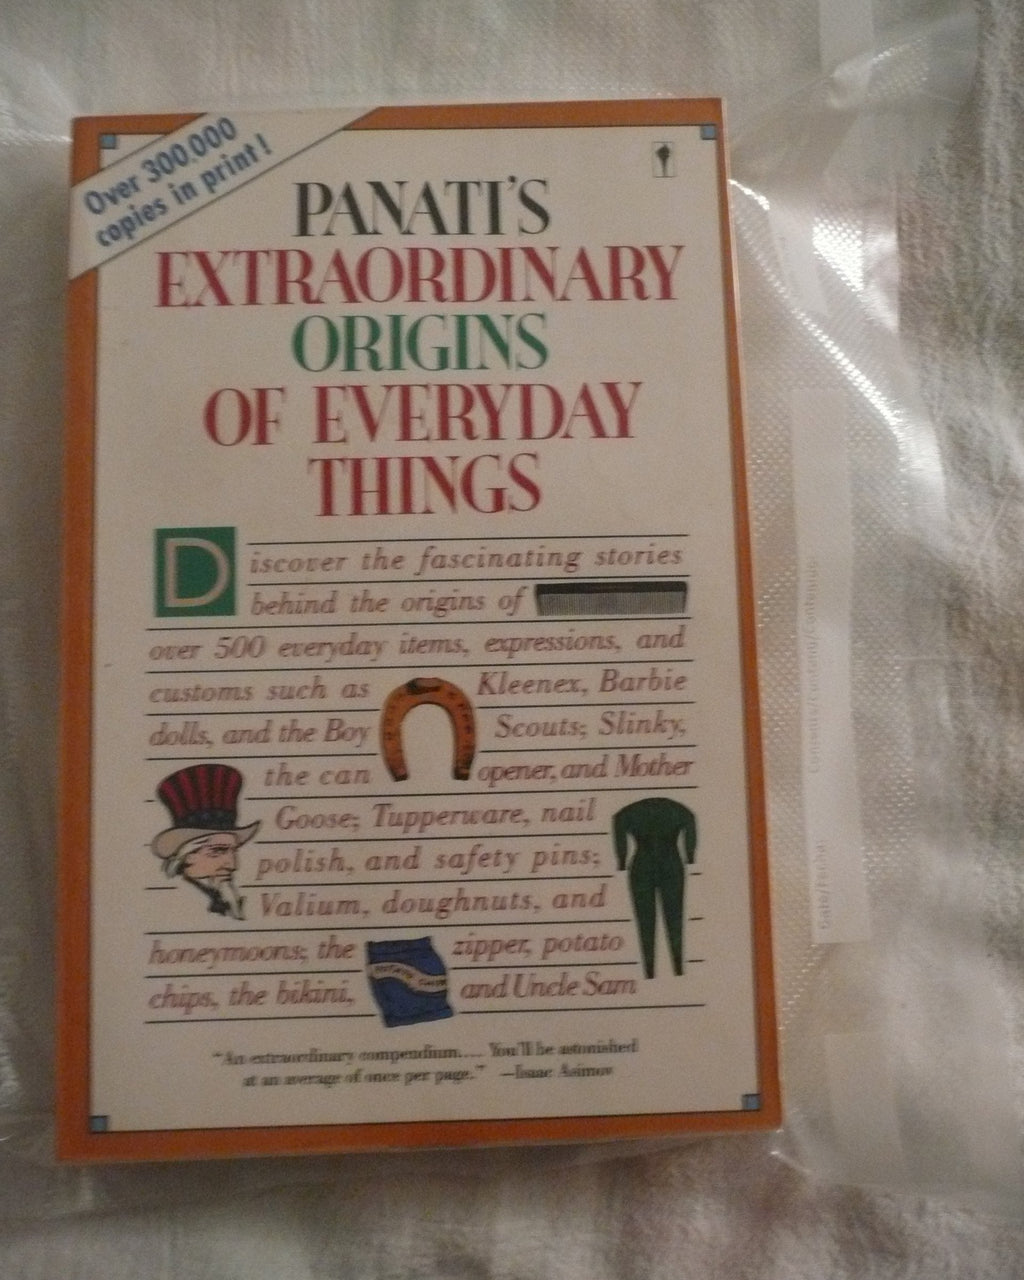 Over 300,000
copies in print!
PANATI'S
EXTRAORDINARY
ORIGINS
OF EVERYDAY
THINGS
Discover the fascinating stories
behind the origins of
over 500 everyday items, expressions, and
customs such as Kleenex, Barbie
dolls, and the Boy Scouts; Slinky,
the can opener, and Mother
Goose; Tupperware, nail
polish, and safety pins;
Valium, doughnuts, and
honeymoons; the zipper, potato
chips, the bikini, and Uncle Sam
POTATO CHIPS
"An extraordinary compendium.... You'll be astonished
at an average of once per page." —Isaac Asimov